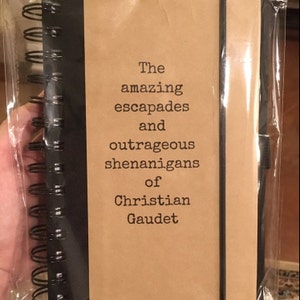 The
amazing
escapades
and
outrageous
shenanigans
of
Christian
Gaudet